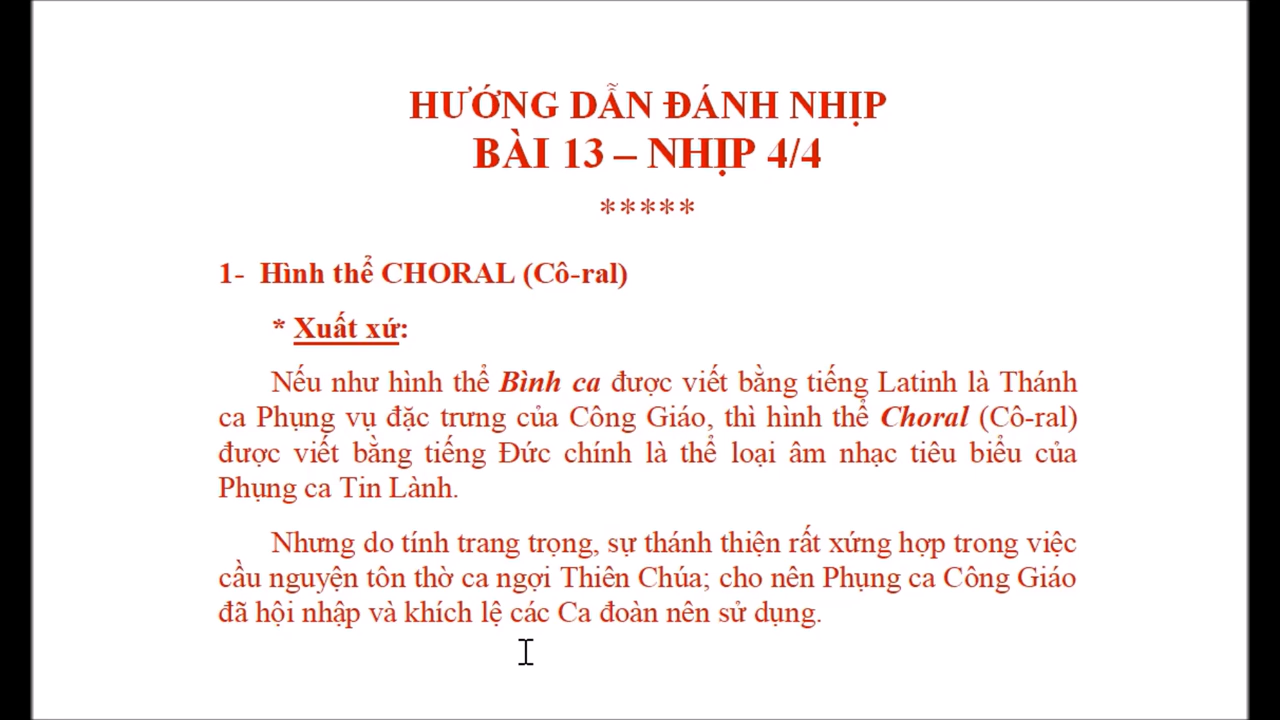 HƯỚNG DẪN ĐÁNH NHỊP
BÀI 13 – NHỊP 4/4
*****
1- Hình thể CHORAL (Cô-ral)
* Xuất xứ:
Nếu như hình thể Bình ca được viết bằng tiếng Latinh là Thánh
ca Phụng vụ đặc trưng của Công Giáo, thì hình thể Choral (Cô-ral)
được viết bằng tiếng Đức chính là thể loại âm nhạc tiêu biểu của
Phụng ca Tin Lành.
Nhưng do tính trang trọng, sự thánh thiện rất xứng hợp trong việc
cầu nguyện tôn thờ ca ngợi Thiên Chúa; cho nên Phụng ca Công Giáo
đã hội nhập và khích lệ các Ca đoàn nên sử dụng.